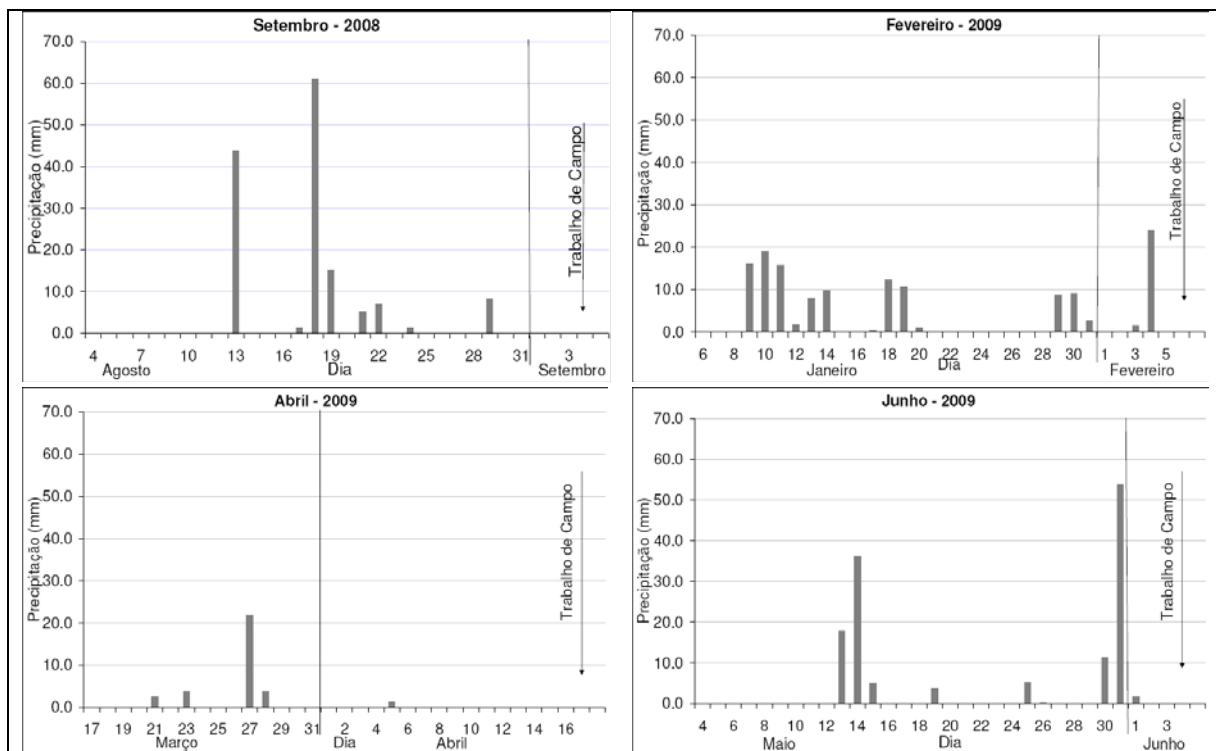 Setembro - 2008
Precipitação (mm)
70.0
60.0
50.0
40.0
30.0
20.0
10.0
0.0
Trabalho de Campo
4 7 10 13 16 19 22 25 28 31 3
Agosto Dia Setembro
Fevereiro - 2009
Precipitação (mm)
70.0
60.0
50.0
40.0
30.0
20.0
10.0
0.0
Trabalho de Campo
6 8 10 12 14 16 18 20 22 24 26 28 30 1 3 5
Janeiro Dia Fevereiro
Abril - 2009
Precipitação (mm)
70.0
60.0
50.0
40.0
30.0
20.0
10.0
0.0
Trabalho de Campo
17 19 21 23 25 27 29 31 2 4 6 8 10 12 14 16
Março Dia Abril
Junho - 2009
Precipitação (mm)
70.0
60.0
50.0
40.0
30.0
20.0
10.0
0.0
Trabalho de Campo
4 6 8 10 12 14 16 18 20 22 24 26 28 30 1 3
Maio Dia Junho